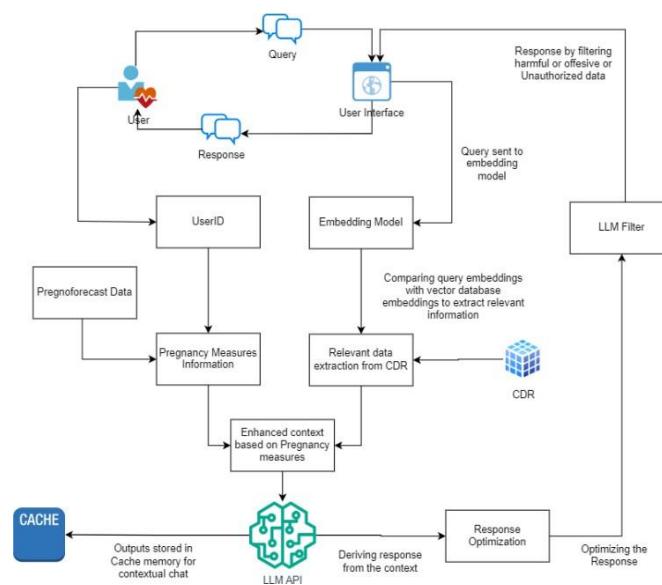 Query
Response by filtering
harmful or offesive or
Unauthorized data
User
User Interface
Response
Query sent to
embedding
model
UserID
Embedding Model
LLM Filter
Pregnoforecast Data
Comparing query embeddings
with vector database
embeddings to extract relevant
information
Pregnancy Measures
Information
Relevant data
extraction from CDR
CDR
Enhanced context
based on Pregnancy
measures
CACHE
Outputs stored in
Cache memory for
contextual chat
LLM API
Deriving response
from the context
Response
Optimization
Optimizing the
Response